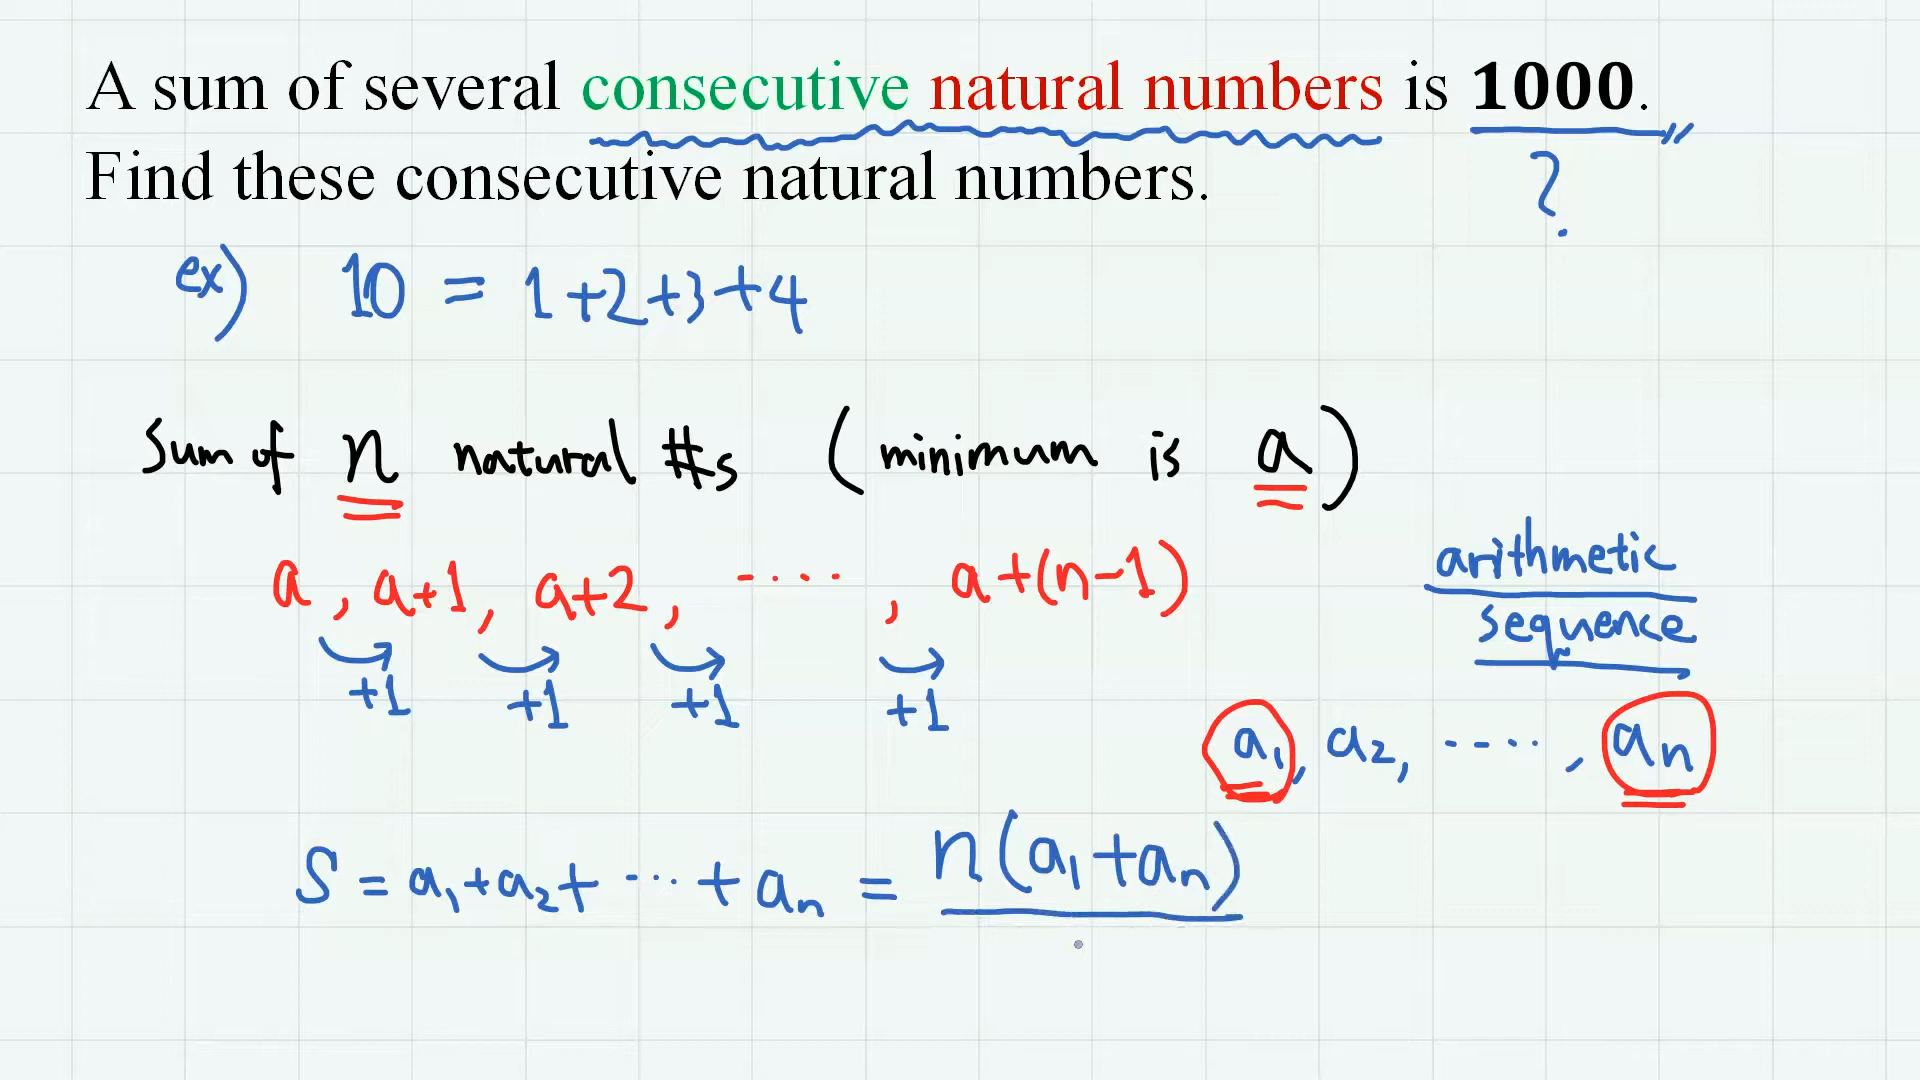 A sum of several consecutive natural numbers is 1000.
Find these consecutive natural numbers.
?
ex) 10 = 1+2+3+4
Sum of n natural #s (minimum is a)
a, a+1, a+2, ····, a+(n-1)
+1 +1 +1 +1
arithmetic
sequence
a₁, a₂, ····, aₙ
S = a₁+a₂+ ··· + aₙ = n(a₁+aₙ)